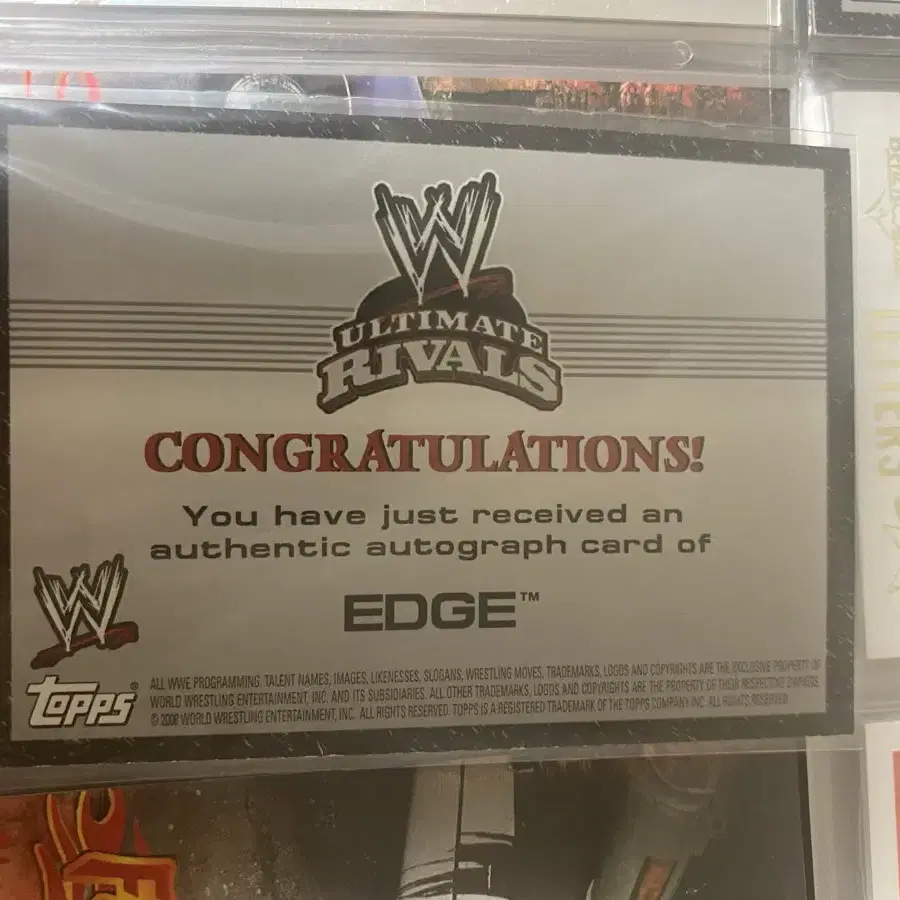 W
ULTIMATE
RIVALS
CONGRATULATIONS!
You have just received an
authentic autograph card of
EDGE™
W
topps®
ALL WWE PROGRAMMING, TALENT NAMES, IMAGES, LIKENESSES, SLOGANS, WRESTLING MOVES, TRADEMARKS, LOGOS AND COPYRIGHTS ARE THE EXCLUSIVE PROPERTY OF
WORLD WRESTLING ENTERTAINMENT, INC. AND ITS SUBSIDIARIES. ALL OTHER TRADEMARKS, LOGOS AND COPYRIGHTS ARE THE PROPERTY OF THEIR RESPECTIVE OWNERS.
© 2008 WORLD WRESTLING ENTERTAINMENT, INC. ALL RIGHTS RESERVED. TOPPS IS A REGISTERED TRADEMARK OF THE TOPPS COMPANY INC. ALL RIGHTS RESERVED.